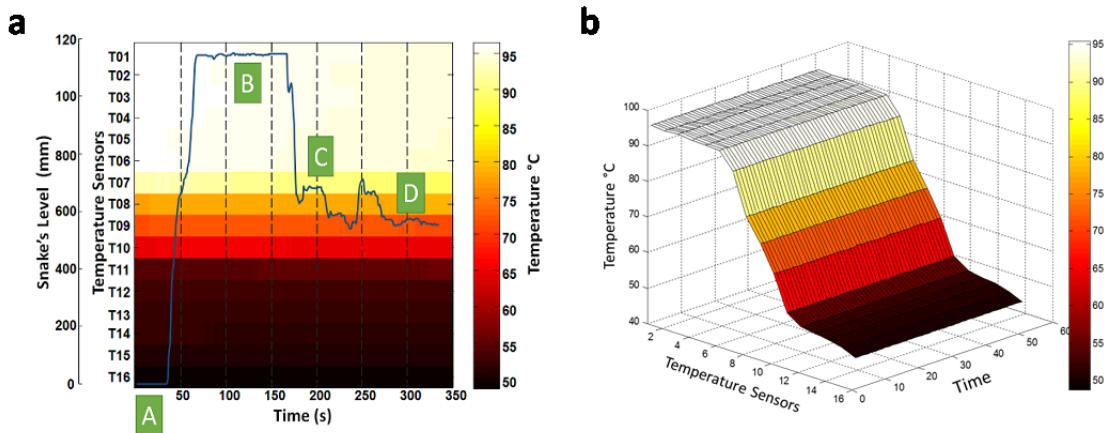 a
Snake's Level (mm)
120
1000
800
600
400
200
0
Temperature Sensors
T01
T02
T03
T04
T05
T06
T07
T08
T09
T10
T11
T12
T13
T14
T15
T16
A
B
C
D
50
100
150
200
250
300
350
Time (s)
95
90
85
80
75
70
65
60
55
50
Temperature °C
b
Temperature °C
100
90
80
70
60
50
40
2
4
6
8
10
12
14
16
Temperature Sensors
0
10
20
30
40
50
60
Time
95
90
85
80
75
70
65
60
55
50